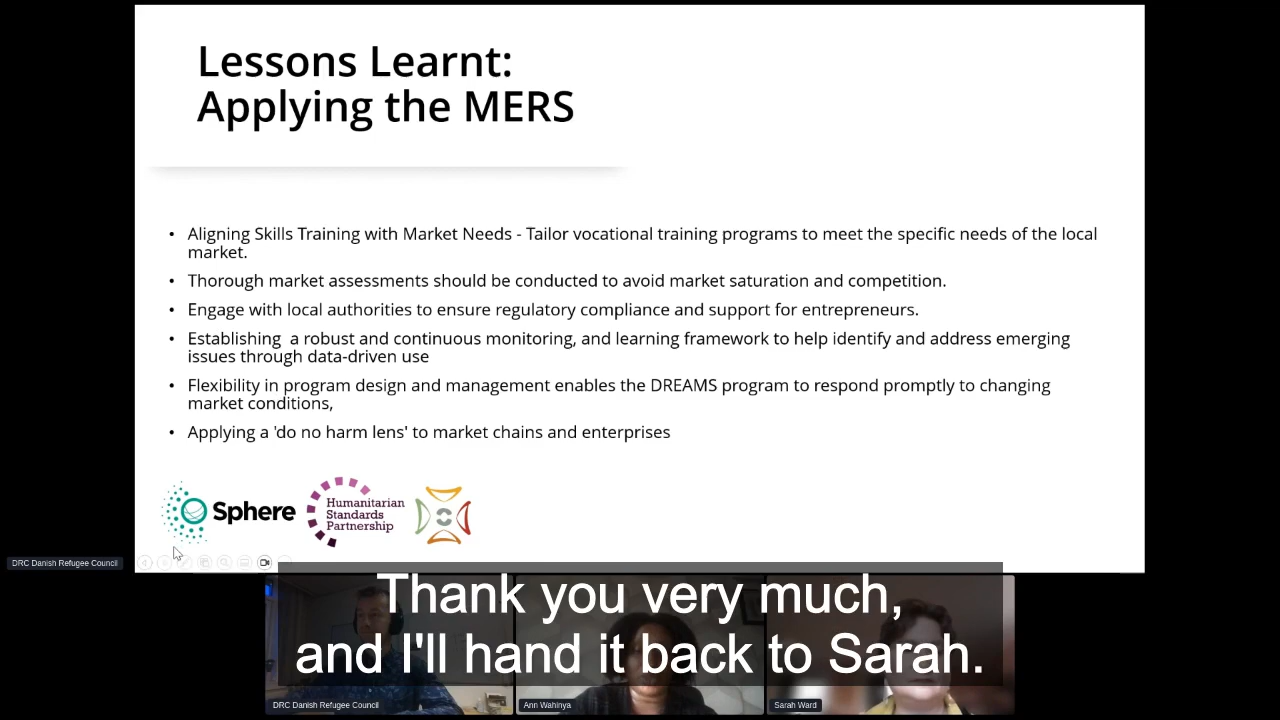 Lessons Learnt:
Applying the MERS
• Aligning Skills Training with Market Needs - Tailor vocational training programs to meet the specific needs of the local
market.
• Thorough market assessments should be conducted to avoid market saturation and competition.
• Engage with local authorities to ensure regulatory compliance and support for entrepreneurs.
• Establishing  a robust and continuous monitoring, and learning framework to help identify and address emerging
issues through data-driven use
• Flexibility in program design and management enables the DREAMS program to respond promptly to changing
market conditions,
• Applying a 'do no harm lens' to market chains and enterprises
Sphere
Humanitarian
Standards
Partnership
DRC Danish Refugee Council
Thank you very much,
and I'll hand it back to Sarah.
DRC Danish Refugee Council
Ann Wahinya
Sarah Ward